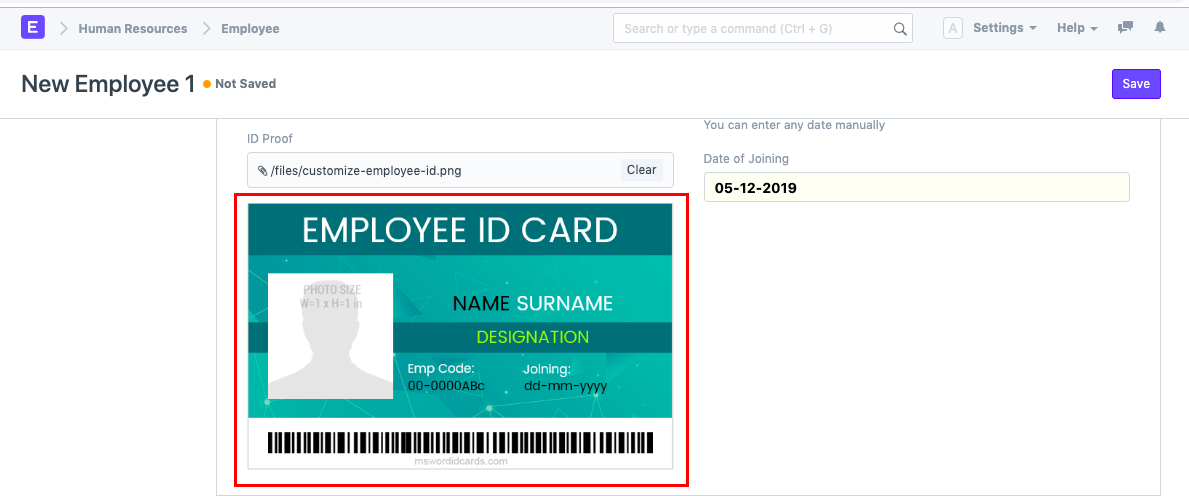 E
Human Resources
Employee
Search or type a command (Ctrl + G)
A
Settings
Help
New Employee 1
Not Saved
Save
ID Proof
/files/customize-employee-id.png
Clear
You can enter any date manually
Date of Joining
05-12-2019
EMPLOYEE ID CARD
PHOTO SIZE
W=1 x H=1 in
NAME SURNAME
DESIGNATION
Emp Code:
00-0000ABc
Joining:
dd-mm-yyyy
mswordidcards.com